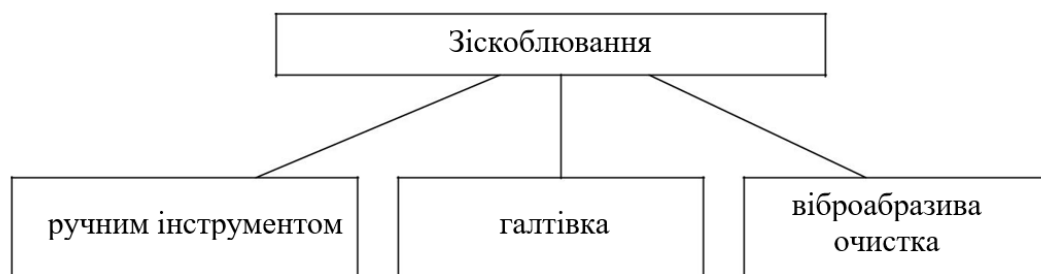 Зіскоблювання
ручним інструментом
галтівка
віброабразива
очистка